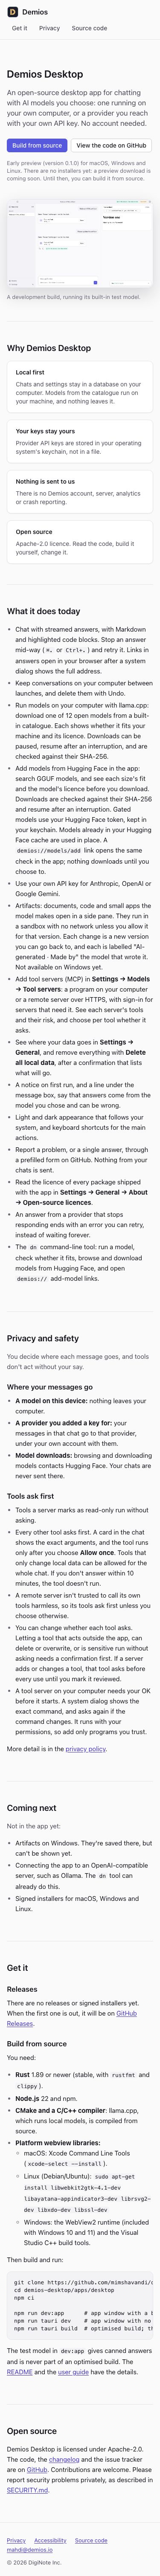 Demios
Get it Privacy Source code
Demios Desktop
An open-source desktop app for chatting
with AI models you choose: one running on
your own computer, or a provider you reach
with your own API key. No account needed.
Build from source View the code on GitHub
Early preview (version 0.1.0) for macOS, Windows and
Linux. There are no installers yet: a preview download is
coming soon. Until then, you can build it from source.
A development build, running its built-in test model.
Why Demios Desktop
Local first
Chats and settings stay in a database on your
computer. Models from the catalogue run on
your machine, and nothing leaves it.
Your keys stay yours
Provider API keys are stored in your operating
system's keychain, not in a file.
Nothing is sent to us
There is no Demios account, server, analytics
or crash reporting.
Open source
Apache-2.0 licence. Read the code, build it
yourself, change it.
What it does today
• Chat with streamed answers, with Markdown
and highlighted code blocks. Stop an answer
mid-way (⌘. or Ctrl+.) and retry it. Links in
answers open in your browser after a system
dialog shows the full address.
• Keep conversations on your computer between
launches, and delete them with Undo.
• Run models on your computer with llama.cpp:
download one of 12 open models from a built-
in catalogue. Each shows whether it fits your
machine and its licence. Downloads can be
paused, resume after an interruption, and are
checked against their SHA-256.
• Add models from Hugging Face in the app:
search GGUF models, and see each size's fit
and the model's licence before you download.
Downloads are checked against their SHA-256
and resume after an interruption. Gated
models use your Hugging Face token, kept in
your keychain. Models already in your Hugging
Face cache are used in place. A
demios://models/add link opens the same
check in the app; nothing downloads until you
choose to.
• Use your own API key for Anthropic, OpenAI or
Google Gemini.
• Artifacts: documents, code and small apps the
model makes open in a side pane. They run in
a sandbox with no network unless you allow it
for that version. Each change is a new version
you can go back to, and each is labelled "AI-
generated · Made by" the model that wrote it.
Not available on Windows yet.
• Add tool servers (MCP) in Settings → Models
→ Tool servers: a program on your computer
or a remote server over HTTPS, with sign-in for
servers that need it. See each server's tools
and their risk, and choose per tool whether it
asks.
• See where your data goes in Settings →
General, and remove everything with Delete
all local data, after a confirmation that lists
what will go.
• A notice on first run, and a line under the
message box, say that answers come from the
model you chose and can be wrong.
• Light and dark appearance that follows your
system, and keyboard shortcuts for the main
actions.
• Report a problem, or a single answer, through
a prefilled form on GitHub. Nothing from your
chats is sent.
• Read the licence of every package shipped
with the app in Settings → General → About
→ Open-source licences.
• An answer from a provider that stops
responding ends with an error you can retry,
instead of waiting forever.
• The dn command-line tool: run a model,
check whether it fits, browse and download
models from Hugging Face, and open
demios:// add-model links.
Privacy and safety
You decide where each message goes, and tools
don't act without your say.
Where your messages go
• A model on this device: nothing leaves your
computer.
• A provider you added a key for: your
messages in that chat go to that provider,
under your own account with them.
• Model downloads: browsing and downloading
models contacts Hugging Face. Your chats are
never sent there.
Tools ask first
• Tools a server marks as read-only run without
asking.
• Every other tool asks first. A card in the chat
shows the exact arguments, and the tool runs
only after you choose Allow once. Tools that
only change local data can be allowed for the
whole chat. If you don't answer within 10
minutes, the tool doesn't run.
• A remote server isn't trusted to call its own
tools harmless, so its tools ask first unless you
choose otherwise.
• You can change whether each tool asks.
Letting a tool that acts outside the app, can
delete or overwrite, or is sensitive run without
asking needs a confirmation first. If a server
adds or changes a tool, that tool asks before
every use until you mark it reviewed.
• A tool server on your computer needs your OK
before it starts. A system dialog shows the
exact command, and asks again if the
command changes. It runs with your
permissions, so add only programs you trust.
More detail is in the privacy policy.
Coming next
Not in the app yet:
• Artifacts on Windows. They're saved there, but
can't be shown yet.
• Connecting the app to an OpenAI-compatible
server, such as Ollama. The dn tool can
already do this.
• Signed installers for macOS, Windows and
Linux.
Get it
Releases
There are no releases or signed installers yet.
When the first one is out, it will be on GitHub
Releases.
Build from source
You need:
• Rust 1.89 or newer (stable, with rustfmt and
clippy).
• Node.js 22 and npm.
• CMake and a C/C++ compiler: llama.cpp,
which runs local models, is compiled from
source.
• Platform webview libraries:
◦ macOS: Xcode Command Line Tools
(xcode-select --install).
◦ Linux (Debian/Ubuntu): sudo apt-get
install libwebkit2gtk-4.1-dev
libayatana-appindicator3-dev librsvg2-
dev libxdo-dev libssl-dev
◦ Windows: the WebView2 runtime (included
with Windows 10 and 11) and the Visual
Studio C++ build tools.
Then build and run:
git clone https://github.com/mimshavandi/
cd demios-desktop/apps/desktop
npm ci
npm run dev:app # app window with a b
npm run tauri dev # app window with no
npm run tauri build # optimised build; th
The test model in dev:app gives canned answers
and is never part of an optimised build. The
README and the user guide have the details.
Open source
Demios Desktop is licensed under Apache-2.0.
The code, the changelog and the issue tracker
are on GitHub. Contributions are welcome. Please
report security problems privately, as described in
SECURITY.md.
Privacy Accessibility Source code
mahdi@demios.io
© 2026 DigiNote Inc.